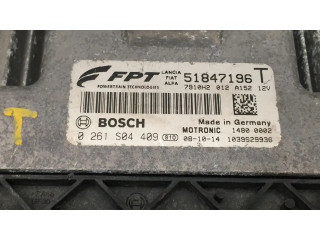 FPT
POWERTRAIN TECHNOLOGIES
LANCIA
FIAT
ALFA
51847196 T
7910H2 012 A152 12V
T
BOSCH
Made in Germany
0 261 S04 409 S10
MOTRONIC 1480 0002
08-10-14 1039S29936